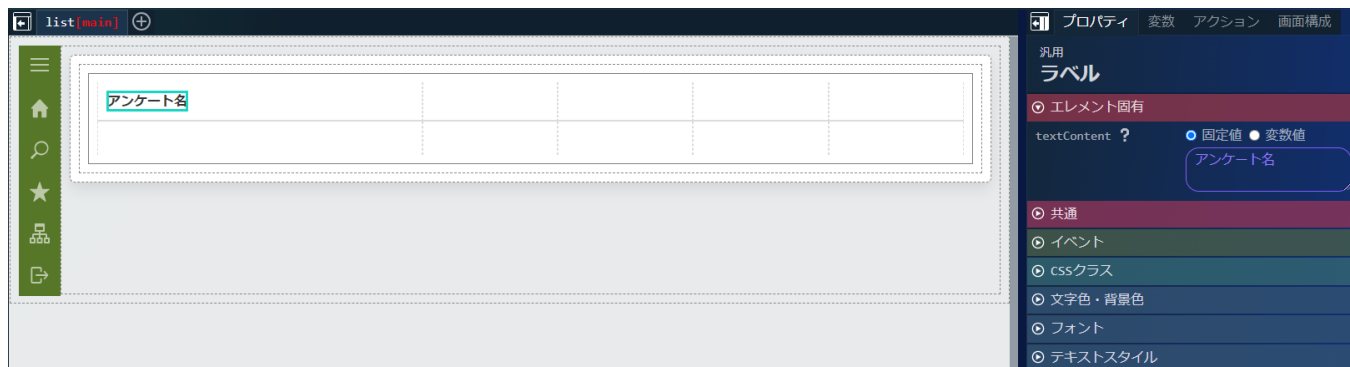 list[main]
アンケート名
プロパティ 変数 アクション 画面構成
汎用
ラベル
エレメント固有
textContent ? 固定値 変数値
アンケート名
共通
イベント
CSSクラス
文字色・背景色
フォント
テキストスタイル